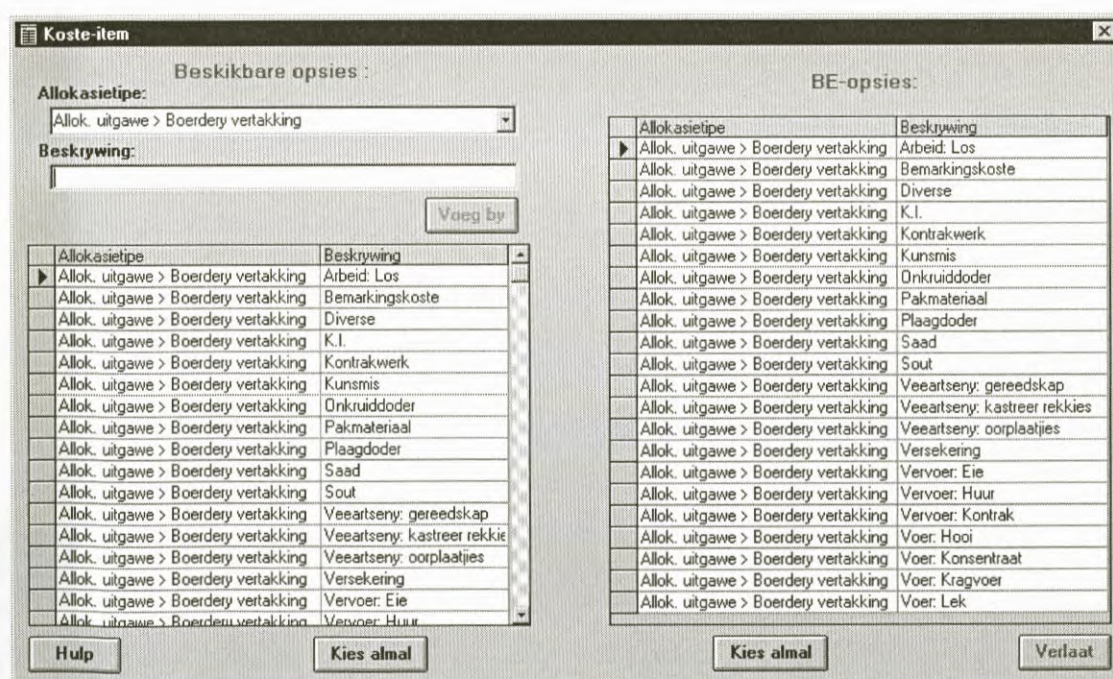 Koste-item
Beskikbare opsies :
Allokasietipe:
Allok. uitgawe > Boerdery vertakking
Beskrywing:
Voeg by
Allokasietipe Beskrywing
Allok. uitgawe > Boerdery vertakking Arbeid: Los
Allok. uitgawe > Boerdery vertakking Bemarkingskoste
Allok. uitgawe > Boerdery vertakking Diverse
Allok. uitgawe > Boerdery vertakking K.I.
Allok. uitgawe > Boerdery vertakking Kontrakwerk
Allok. uitgawe > Boerdery vertakking Kunsmis
Allok. uitgawe > Boerdery vertakking Onkruiddoder
Allok. uitgawe > Boerdery vertakking Pakmateriaal
Allok. uitgawe > Boerdery vertakking Plaagdoder
Allok. uitgawe > Boerdery vertakking Saad
Allok. uitgawe > Boerdery vertakking Sout
Allok. uitgawe > Boerdery vertakking Veeartseny: gereedskap
Allok. uitgawe > Boerdery vertakking Veeartseny: kastreer rekkie
Allok. uitgawe > Boerdery vertakking Veeartseny: oorplaatjies
Allok. uitgawe > Boerdery vertakking Versekering
Allok. uitgawe > Boerdery vertakking Vervoer: Eie
Allok. uitgawe > Boerdery vertakking Vervoer: Huur
Hulp
Kies almal
BE-opsies:
Allokasietipe Beskrywing
Allok. uitgawe > Boerdery vertakking Arbeid: Los
Allok. uitgawe > Boerdery vertakking Bemarkingskoste
Allok. uitgawe > Boerdery vertakking Diverse
Allok. uitgawe > Boerdery vertakking K.I.
Allok. uitgawe > Boerdery vertakking Kontrakwerk
Allok. uitgawe > Boerdery vertakking Kunsmis
Allok. uitgawe > Boerdery vertakking Onkruiddoder
Allok. uitgawe > Boerdery vertakking Pakmateriaal
Allok. uitgawe > Boerdery vertakking Plaagdoder
Allok. uitgawe > Boerdery vertakking Saad
Allok. uitgawe > Boerdery vertakking Sout
Allok. uitgawe > Boerdery vertakking Veeartseny: gereedskap
Allok. uitgawe > Boerdery vertakking Veeartseny: kastreer rekkies
Allok. uitgawe > Boerdery vertakking Veeartseny: oorplaatjies
Allok. uitgawe > Boerdery vertakking Versekering
Allok. uitgawe > Boerdery vertakking Vervoer: Eie
Allok. uitgawe > Boerdery vertakking Vervoer: Huur
Allok. uitgawe > Boerdery vertakking Vervoer: Kontrak
Allok. uitgawe > Boerdery vertakking Voer: Hooi
Allok. uitgawe > Boerdery vertakking Voer: Konsentraat
Allok. uitgawe > Boerdery vertakking Voer: Kragvoer
Allok. uitgawe > Boerdery vertakking Voer: Lek
Kies almal
Verlaat